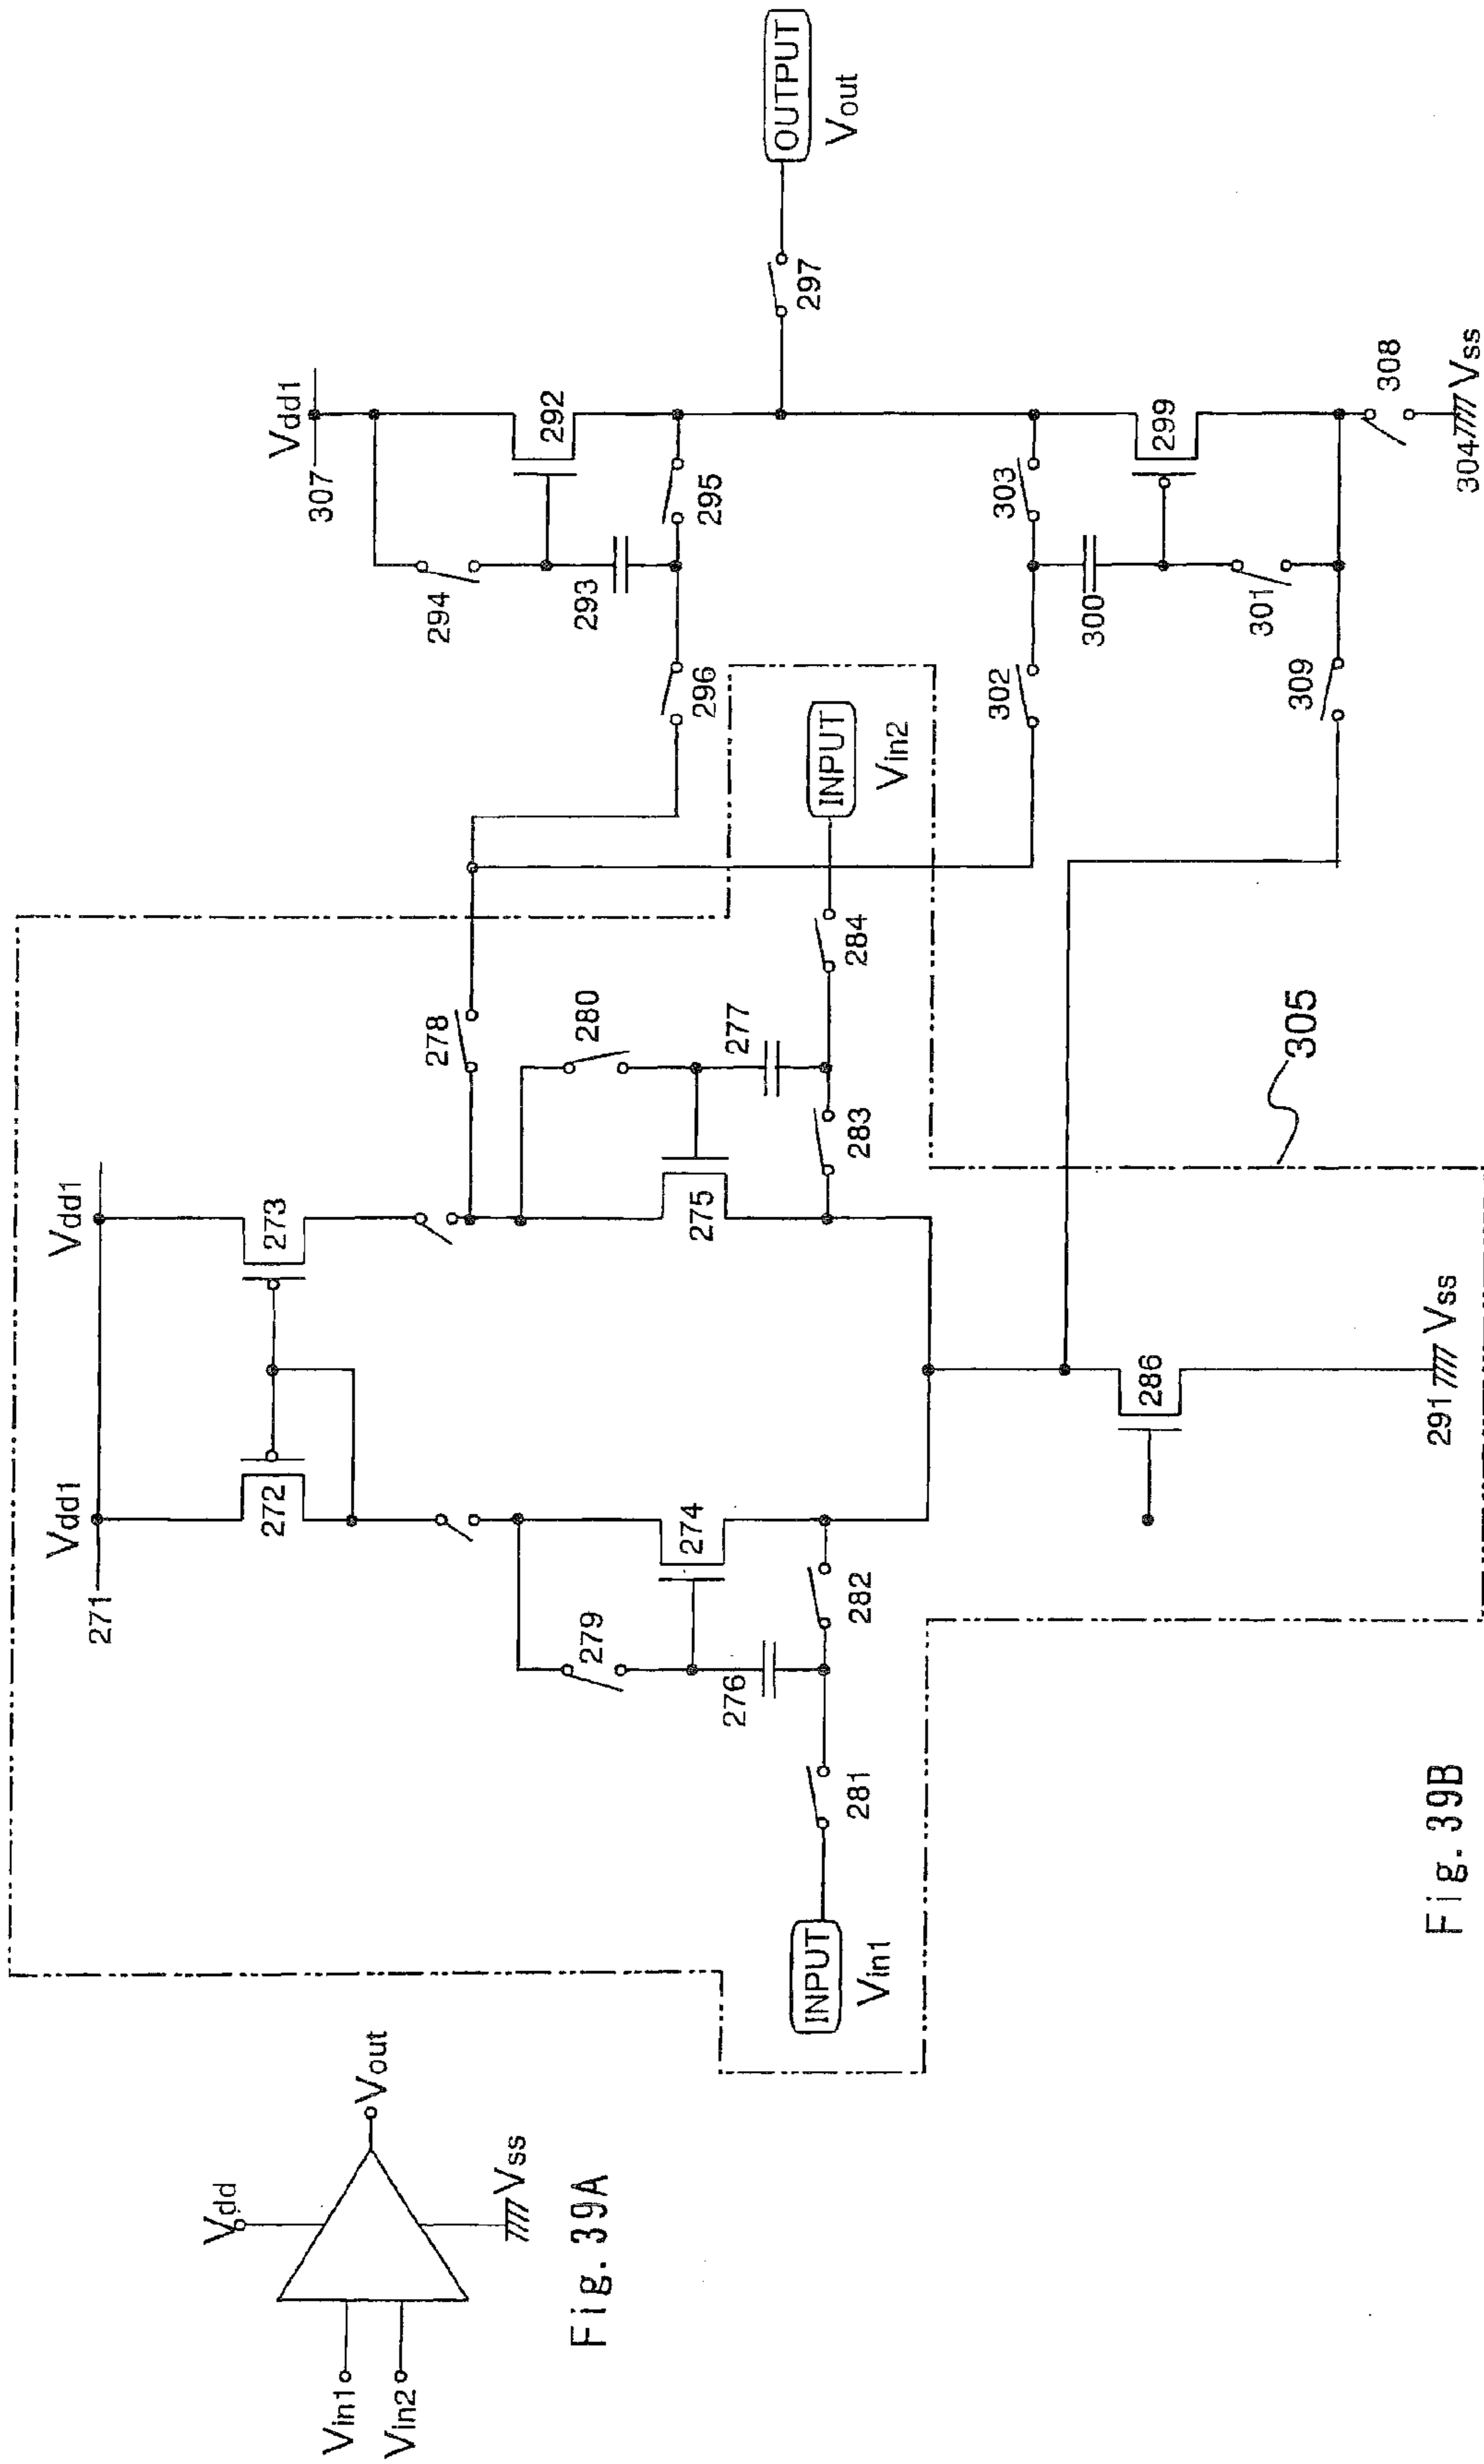 Vdd
Vin1
Vin2
Vout
Vss
Fig. 39A
Vdd1
Vdd1
271
272
273
278
279
274
275
280
276
277
282
283
284
281
INPUT
Vin1
INPUT
Vin2
286
291
Vss
305
Vdd1
307
294
292
293
295
296
297
OUTPUT
Vout
302
303
300
299
301
309
308
304
Vss
Fig. 39B